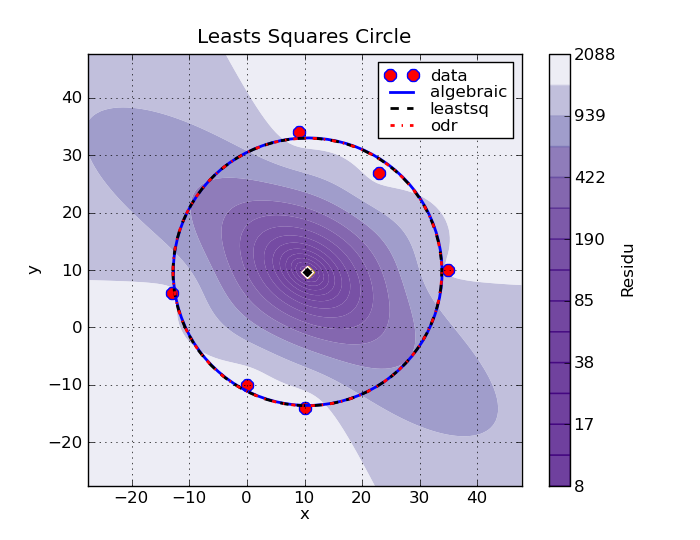 Leasts Squares Circle
data
algebraic
leastsq
odr
y
40
30
20
10
0
−10
−20
−20 −10 0 10 20 30 40
x
2088
939
422
190
85
38
17
8
Residu